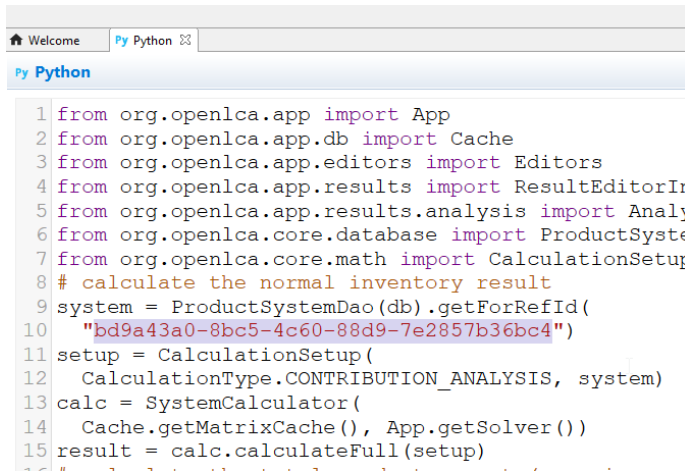 Welcome Py Python
Py Python
1 from org.openlca.app import App
2 from org.openlca.app.db import Cache
3 from org.openlca.app.editors import Editors
4 from org.openlca.app.results import
5 from org.openlca.app.results.analysis import
6 from org.openlca.core.database import
7 from org.openlca.core.math import CalculationSetup
8 # calculate the normal inventory result
9 system = ProductSystemDao(db).getForRefId(
10 "bd9a43a0-8bc5-4c60-88d9-7e2857b36bc4")
11 setup = CalculationSetup(
12 CalculationType.CONTRIBUTION_ANALYSIS, system)
13 calc = SystemCalculator(
14 Cache.getMatrixCache(), App.getSolver())
15 result = calc.calculateFull(setup)